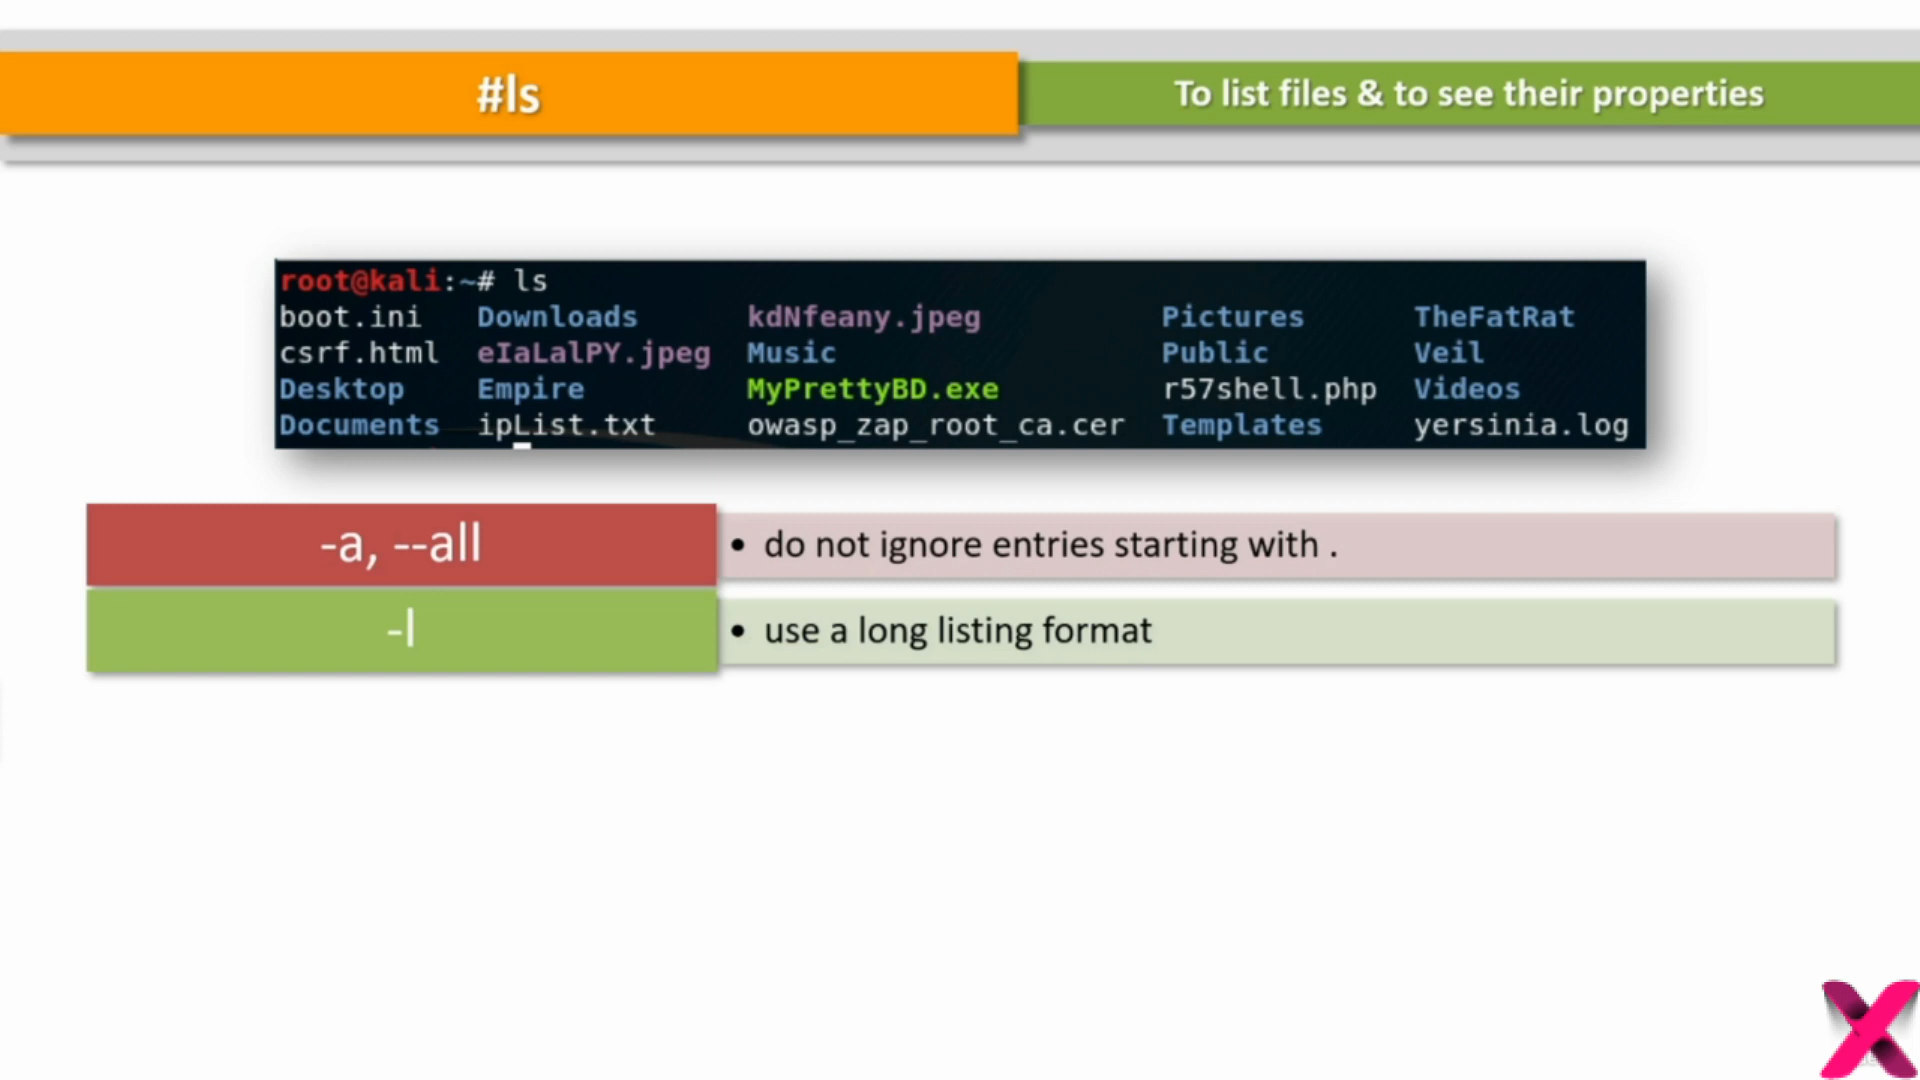 #ls
To list files & to see their properties
root@kali:~# ls
boot.ini Downloads kdNfeany.jpeg Pictures TheFatRat
csrf.html eIaLalPY.jpeg Music Public Veil
Desktop Empire MyPrettyBD.exe r57shell.php Videos
Documents ipList.txt owasp_zap_root_ca.cer Templates yersinia.log
-a, --all
• do not ignore entries starting with .
-l
• use a long listing format